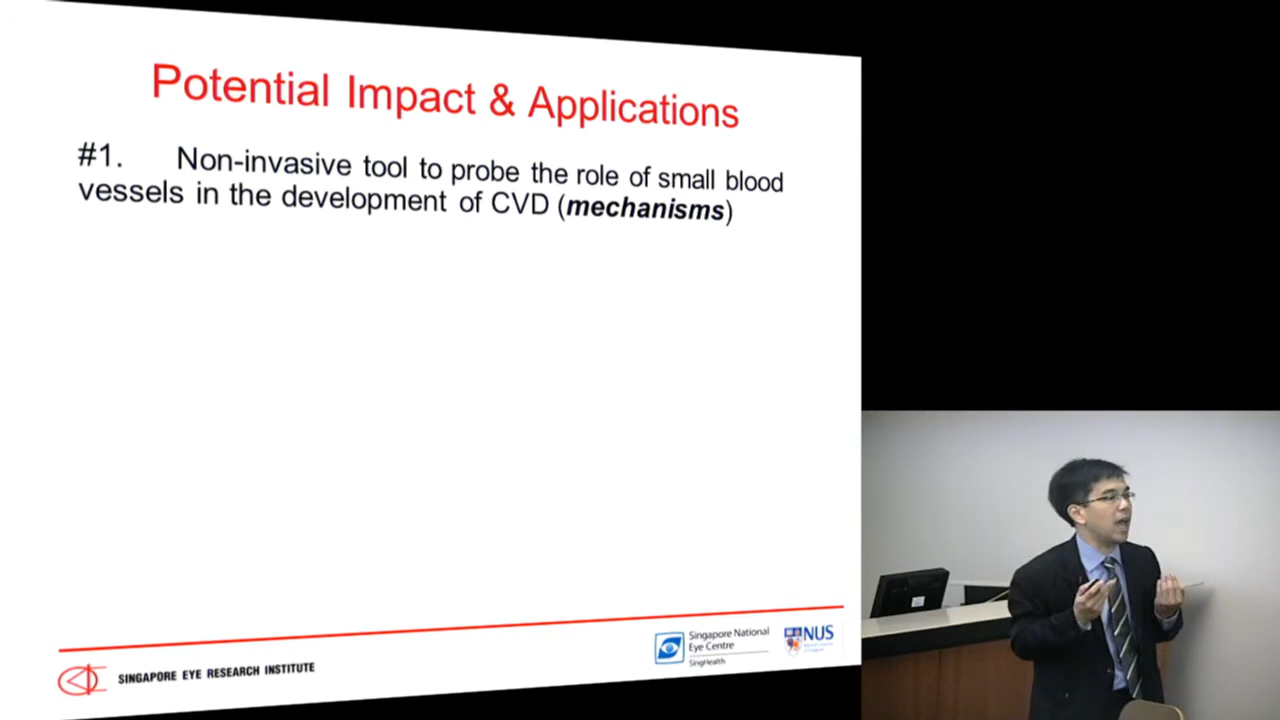 Potential Impact & Applications
#1. Non-invasive tool to probe the role of small blood
vessels in the development of CVD (mechanisms)
SINGAPORE EYE RESEARCH INSTITUTE
Singapore National
Eye Centre
SingHealth
NUS